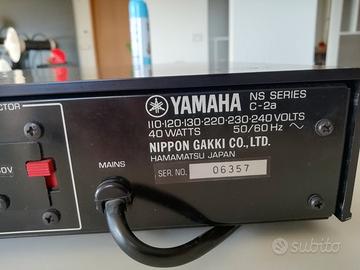 YAMAHA NS SERIES
C-2a
110·120·130·220·230·240 VOLTS
40 WATTS 50/60 Hz
NIPPON GAKKI CO., LTD.
HAMAMATSU JAPAN
MAINS
SER. NO. 06357
CTOR
0V
subito